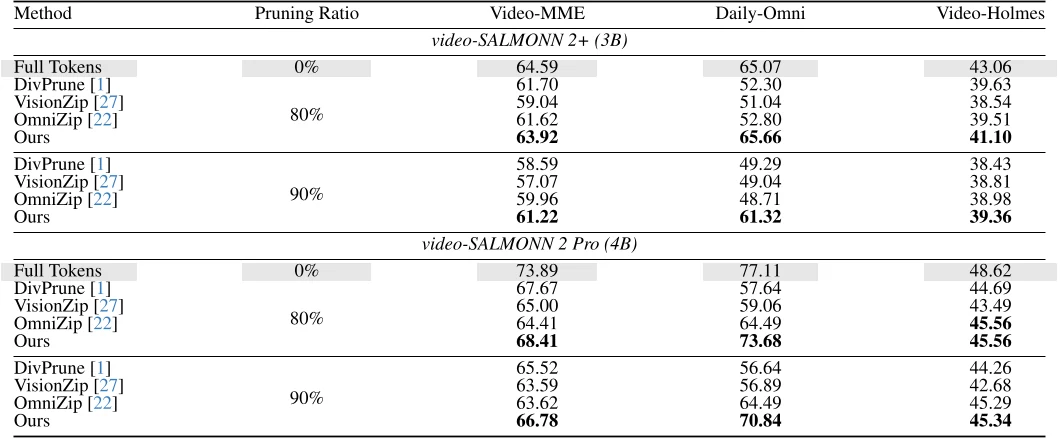 Method Pruning Ratio Video-MME Daily-Omni Video-Holmes
video-SALMONN 2+ (3B)
Full Tokens 0% 64.59 65.07 43.06
DivPrune [1] 61.70 52.30 39.63
VisionZip [27] 59.04 51.04 38.54
80%
OmniZip [22] 61.62 52.80 39.51
Ours 63.92 65.66 41.10
DivPrune [1] 58.59 49.29 38.43
VisionZip [27] 57.07 49.04 38.81
90%
OmniZip [22] 59.96 48.71 38.98
Ours 61.22 61.32 39.36
video-SALMONN 2 Pro (4B)
Full Tokens 0% 73.89 77.11 48.62
DivPrune [1] 67.67 57.64 44.69
VisionZip [27] 65.00 59.06 43.49
80%
OmniZip [22] 64.41 64.49 45.56
Ours 68.41 73.68 45.56
DivPrune [1] 65.52 56.64 44.26
VisionZip [27] 63.59 56.89 42.68
90%
OmniZip [22] 63.62 64.49 45.29
Ours 66.78 70.84 45.34